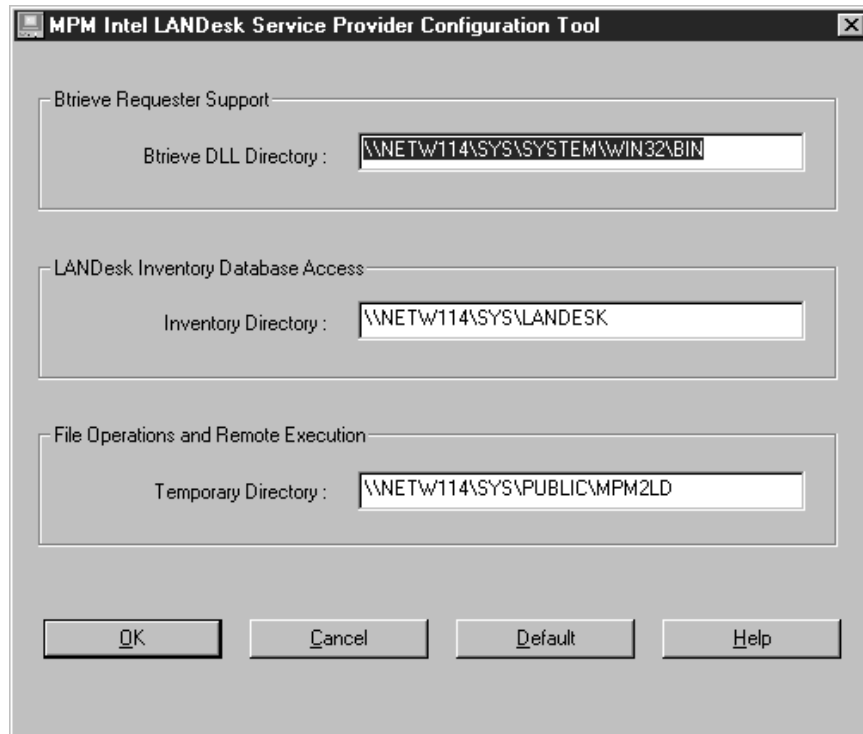 MPM Intel LANDesk Service Provider Configuration Tool
Btrieve Requester Support
Btrieve DLL Directory : \\NETW114\SYS\SYSTEM\WIN32\BIN
LANDesk Inventory Database Access
Inventory Directory : \\NETW114\SYS\LANDESK
File Operations and Remote Execution
Temporary Directory : \\NETW114\SYS\PUBLIC\MPM2LD
OK Cancel Default Help